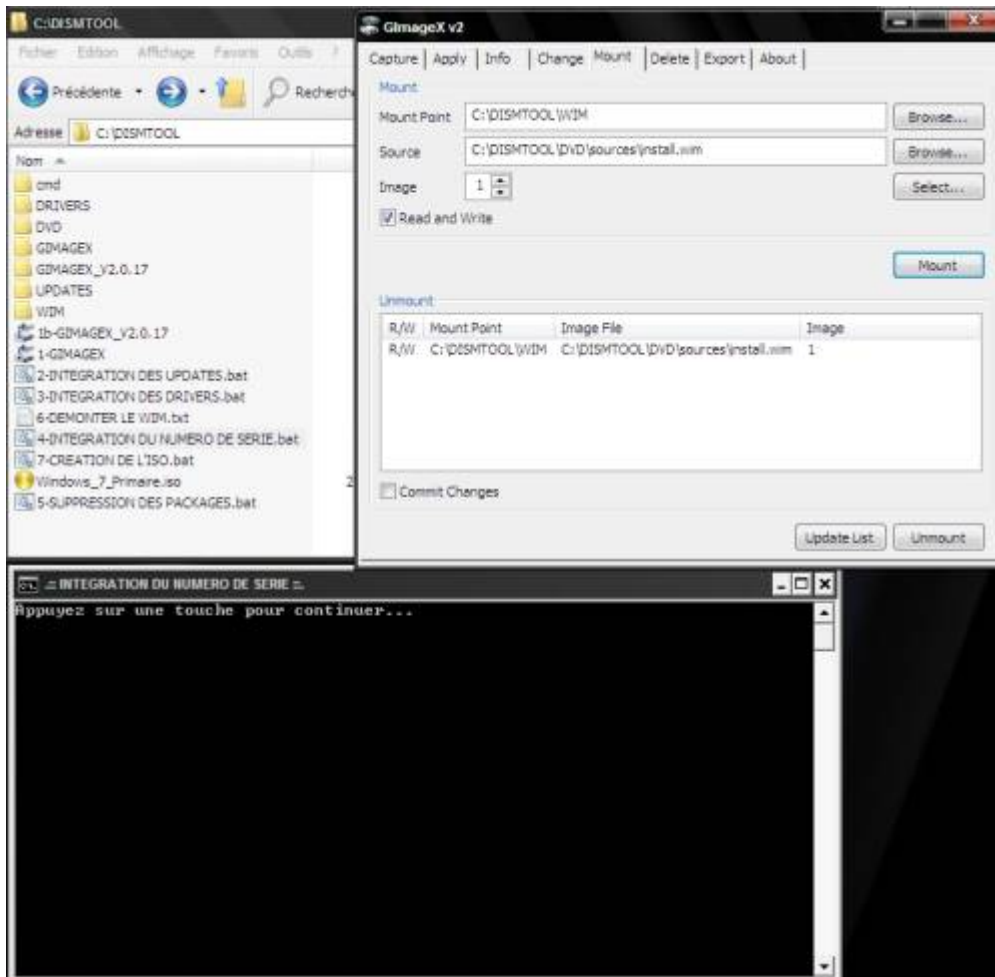 C:\DISMTOOL
Fichier Edition Affichage Favoris Outils ?
Précédente
Recherch
Adresse C:\DISMTOOL
Nom
cmd
DRIVERS
DVD
GIMAGEX
GIMAGEX_V2.0.17
UPDATES
WIM
1b-GIMAGEX_V2.0.17
1-GIMAGEX
2-INTEGRATION DES UPDATES.bat
3-INTEGRATION DES DRIVERS.bat
6-DEMONTER LE WIM.txt
4-INTEGRATION DU NUMERO DE SERIE.bat
7-CREATION DE L'ISO.bat
Windows_7_Primaire.iso 2
5-SUPPRESSION DES PACKAGES.bat
GImageX v2
Capture Apply Info Change Mount Delete Export About
Mount
Mount Point C:\DISMTOOL\WIM Browse...
Source C:\DISMTOOL\DVD\sources\install.wim Browse...
Image 1 Select...
Read and Write
Mount
Unmount
R/W Mount Point Image File Image
R/W C:\DISMTOOL\WIM C:\DISMTOOL\DVD\sources\install.wim 1
Commit Changes
Update List Unmount
.:: INTEGRATION DU NUMERO DE SERIE ::.
Appuyez sur une touche pour continuer...